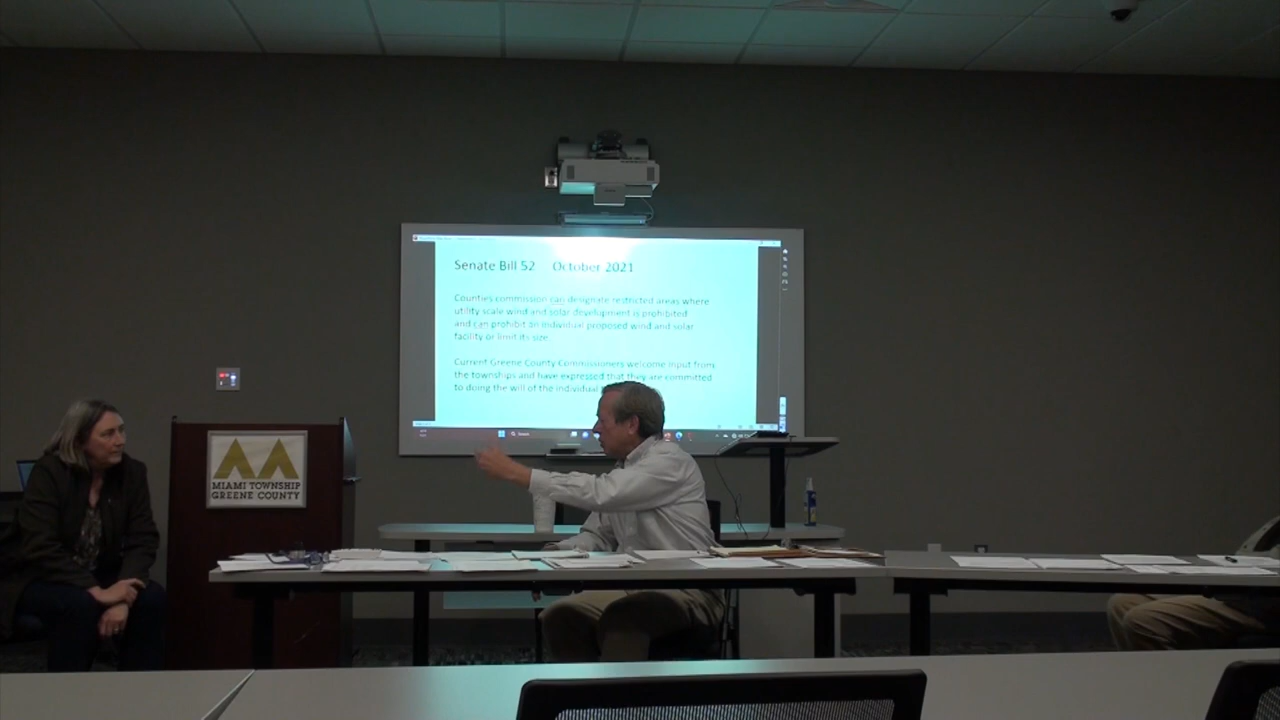 Senate Bill 52 October 2021
Counties commission can designate restricted areas where
utility scale wind and solar development is prohibited
and can prohibit an individual proposed wind and solar
facility or limit its size.
Current Greene County Commissioners welcome input from
the townships and have expressed that they are committed
to doing the will of the individual
MIAMI TOWNSHIP
GREENE COUNTY
Search